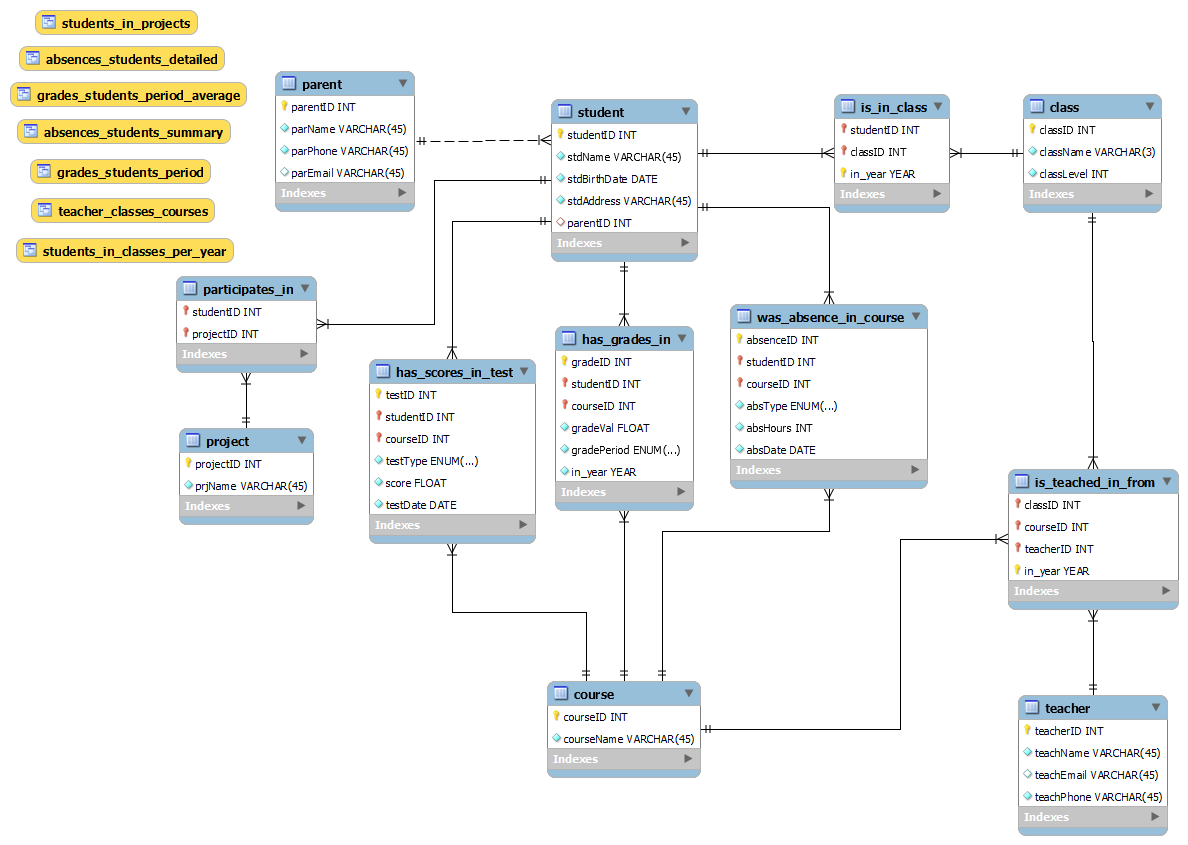 students_in_projects
absences_students_detailed
grades_students_period_average
absences_students_summary
grades_students_period
teacher_classes_courses
students_in_classes_per_year
parent
parentID INT
parName VARCHAR(45)
parPhone VARCHAR(45)
parEmail VARCHAR(45)
Indexes
student
studentID INT
stdName VARCHAR(45)
stdBirthDate DATE
stdAddress VARCHAR(45)
parentID INT
Indexes
is_in_class
studentID INT
classID INT
in_year YEAR
Indexes
class
classID INT
className VARCHAR(3)
classLevel INT
Indexes
participates_in
studentID INT
projectID INT
Indexes
project
projectID INT
prjName VARCHAR(45)
Indexes
has_scores_in_test
testID INT
studentID INT
courseID INT
testType ENUM(...)
score FLOAT
testDate DATE
Indexes
has_grades_in
gradeID INT
studentID INT
courseID INT
gradeVal FLOAT
gradePeriod ENUM(...)
in_year YEAR
Indexes
was_absence_in_course
absenceID INT
studentID INT
courseID INT
absType ENUM(...)
absHours INT
absDate DATE
Indexes
is_teached_in_from
classID INT
courseID INT
teacherID INT
in_year YEAR
Indexes
course
courseID INT
courseName VARCHAR(45)
Indexes
teacher
teacherID INT
teachName VARCHAR(45)
teachEmail VARCHAR(45)
teachPhone VARCHAR(45)
Indexes